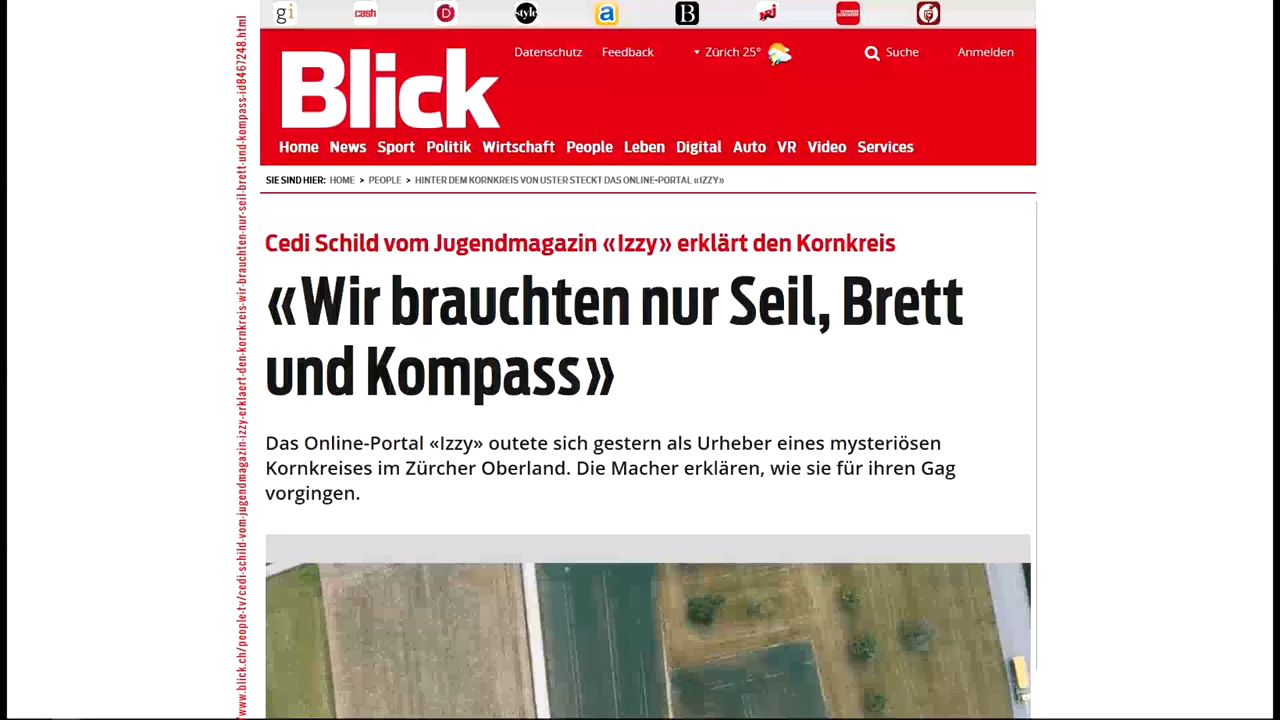 gi
cash
D
style
a
B
Blick
Datenschutz Feedback Zürich 25° Suche Anmelden
Home News Sport Politik Wirtschaft People Leben Digital Auto VR Video Services
SIE SIND HIER: HOME > PEOPLE > HINTER DEM KORNKREIS VON USTER STECKT DAS ONLINE-PORTAL «IZZY»
Cedi Schild vom Jugendmagazin «Izzy» erklärt den Kornkreis
«Wir brauchten nur Seil, Brett
und Kompass»
Das Online-Portal «Izzy» outete sich gestern als Urheber eines mysteriösen
Kornkreises im Zürcher Oberland. Die Macher erklären, wie sie für ihren Gag
vorgingen.
/www.blick.ch/people-tv/cedi-schild-vom-jugendmagazin-izzy-erklaert-den-kornkreis-wir-brauchten-nur-seil-brett-und-kompass-id8467248.html